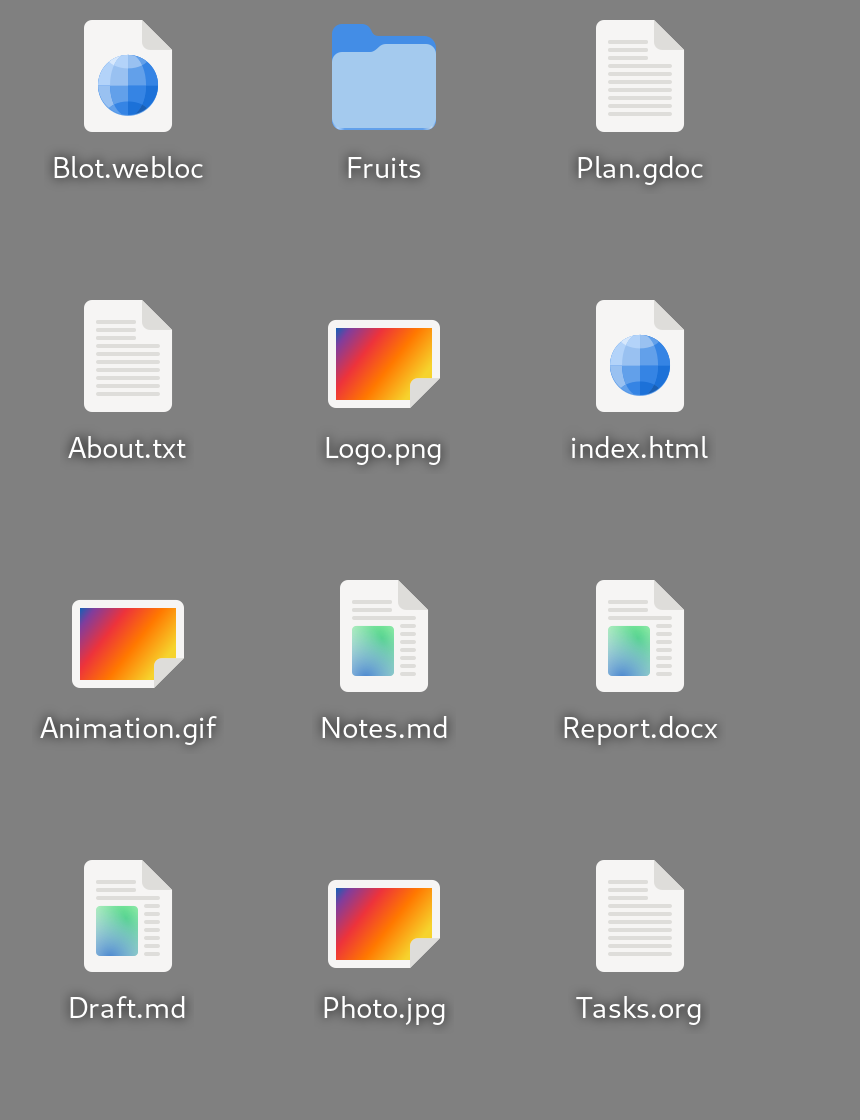 Blot.webloc
Fruits
Plan.gdoc
About.txt
Logo.png
index.html
Animation.gif
Notes.md
Report.docx
Draft.md
Photo.jpg
Tasks.org